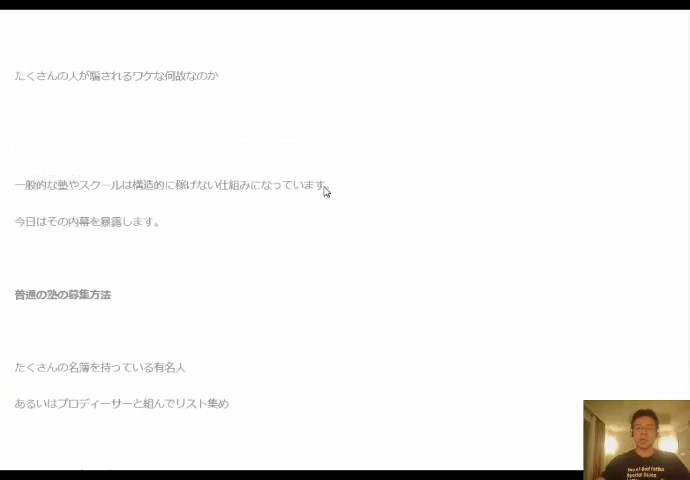 たくさんの人が騙されるワケな何故なのか
一般的な塾やスクールは構造的に稼げない仕組みになっています。
今日はその内幕を暴露します。
普通の塾の募集方法
たくさんの名簿を持っている有名人
あるいはプロディーサーと組んでリスト集め